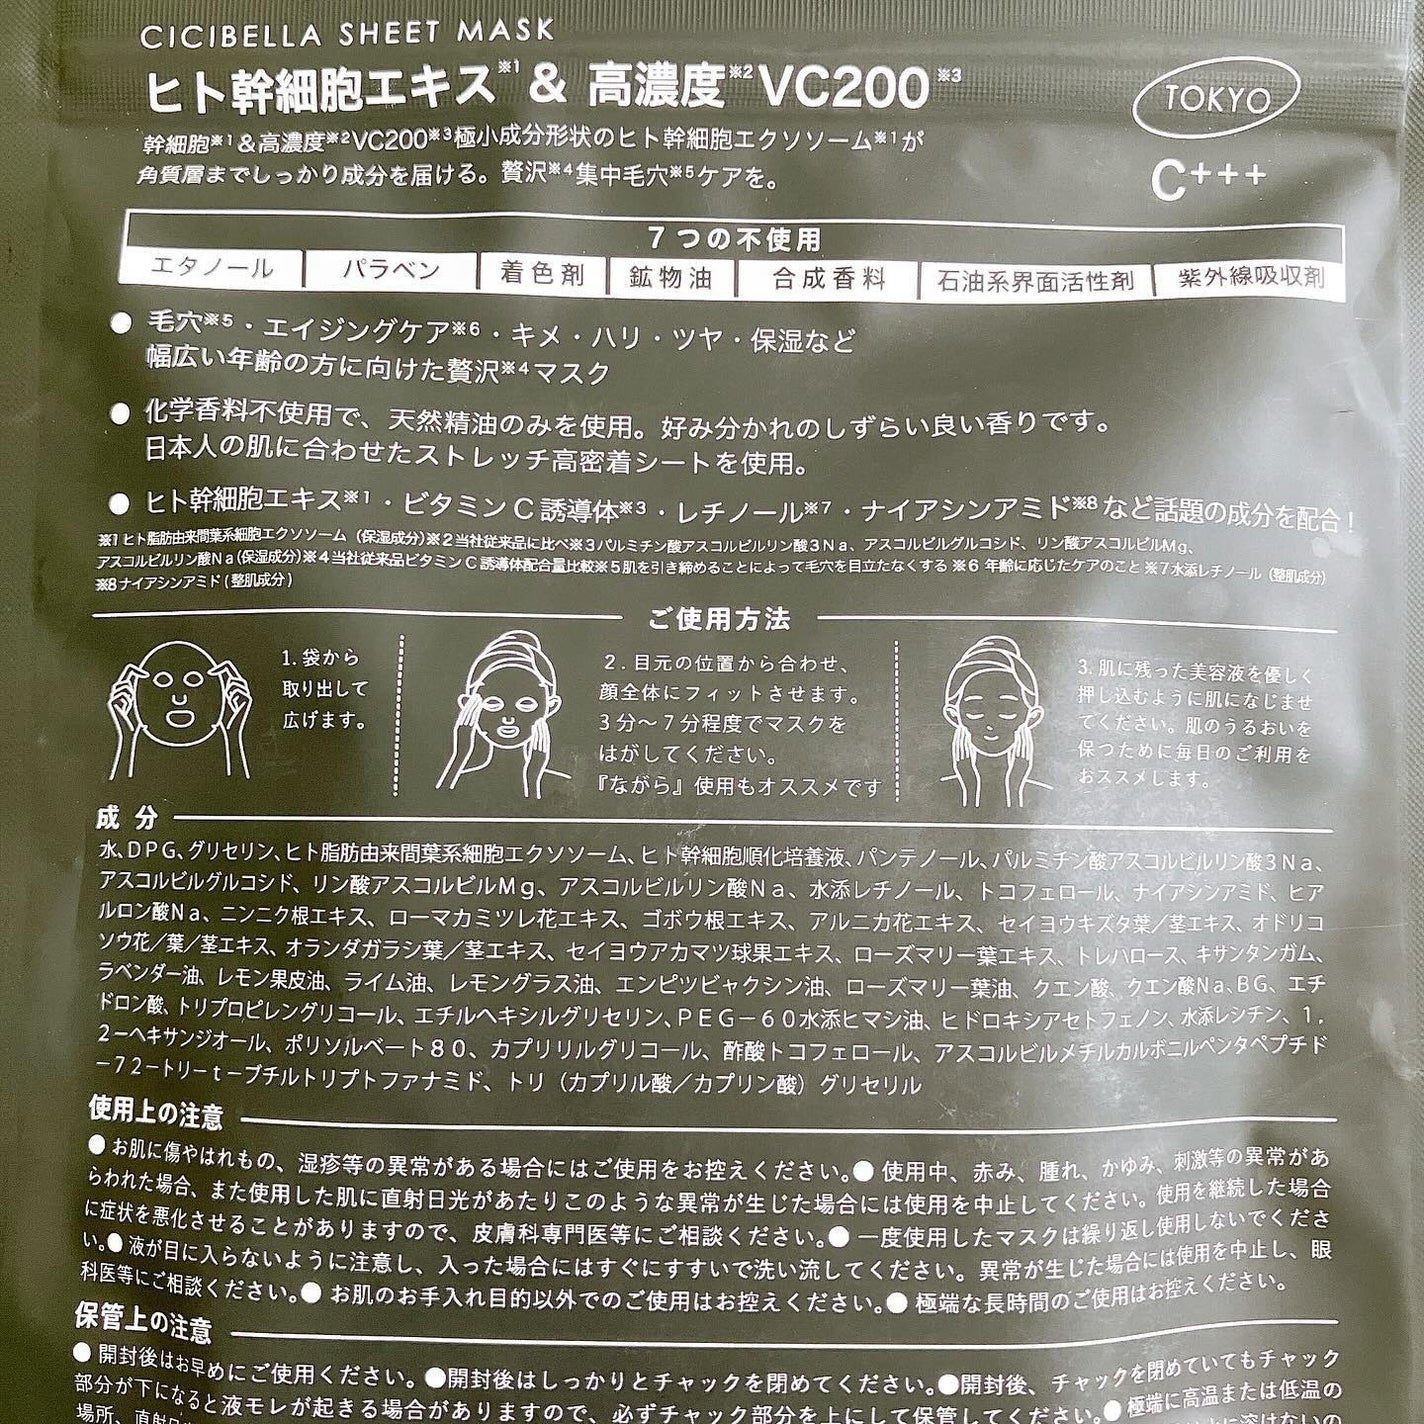 CICIBELLA SHEET MASK
ヒト幹細胞エキス※1 & 高濃度※2 VC200※3
TOKYO
C+++
幹細胞※1&高濃度※2VC200※3極小成分形状のヒト幹細胞エクソソーム※1が
角質層までしっかり成分を届ける。贅沢※4集中毛穴※5ケアを。
7つの不使用
エタノール パラベン 着色剤 鉱物油 合成香料 石油系界面活性剤 紫外線吸収剤
● 毛穴※5・エイジングケア※6・キメ・ハリ・ツヤ・保湿など
幅広い年齢の方に向けた贅沢※4マスク
● 化学香料不使用で、天然精油のみを使用。好み分かれのしずらい良い香りです。
日本人の肌に合わせたストレッチ高密着シートを使用。
● ヒト幹細胞エキス※1・ビタミンC誘導体※3・レチノール※7・ナイアシンアミド※8など話題の成分を配合!
※1ヒト脂肪由来間葉系細胞エクソソーム(保湿成分)※2当社従来品に比べ※3パルミチン酸アスコルビルリン酸3Na、アスコルビルグルコシド、リン酸アスコルビルMg、
アスコルビルリン酸Na(保湿成分)※4当社従来品ビタミンC誘導体配合量比較※5肌を引き締めることによって毛穴を目立たなくする ※6 年齢に応じたケアのこと ※7水添レチノール(整肌成分)
※8ナイアシンアミド(整肌成分)
ご使用方法
1.袋から
取り出して
広げます。
2.目元の位置から合わせ、
顔全体にフィットさせます。
3分〜7分程度でマスクを
はがしてください。
『ながら』使用もオススメです
3.肌に残った美容液を優しく
押し込むように肌になじませ
てください。肌のうるおいを
保つために毎日のご利用を
おススメします。
成分
水、DPG、グリセリン、ヒト脂肪由来間葉系細胞エクソソーム、ヒト幹細胞順化培養液、パンテノール、パルミチン酸アスコルビルリン酸3Na、
アスコルビルグルコシド、リン酸アスコルビルMg、アスコルビルリン酸Na、水添レチノール、トコフェロール、ナイアシンアミド、ヒア
ルロン酸Na、ニンニク根エキス、ローマカミツレ花エキス、ゴボウ根エキス、アルニカ花エキス、セイヨウキズタ葉/茎エキス、オドリコ
ソウ花/葉/茎エキス、オランダガラシ葉/茎エキス、セイヨウアカマツ球果エキス、ローズマリー葉エキス、トレハロース、キサンタンガム、
ラベンダー油、レモン果皮油、ライム油、レモングラス油、エンピツビャクシン油、ローズマリー葉油、クエン酸、クエン酸Na、BG、エチ
ドロン酸、トリプロピレングリコール、エチルヘキシルグリセリン、PEG-60水添ヒマシ油、ヒドロキシアセトフェノン、水添レシチン、1,
2-ヘキサンジオール、ポリソルベート80、カプリリルグリコール、酢酸トコフェロール、アスコルビルメチルカルボニルペンタペプチド
-72-トリ-t-ブチルトリプトファナミド、トリ(カプリル酸/カプリン酸)グリセリル
使用上の注意
● お肌に傷やはれもの、湿疹等の異常がある場合にはご使用をお控えください。● 使用中、赤み、腫れ、かゆみ、刺激等の異常があ
らわれた場合、また使用した肌に直射日光があたりこのような異常が生じた場合には使用を中止してください。使用を継続した場合
に症状を悪化させることがありますので、皮膚科専門医等にご相談ください。● 一度使用したマスクは繰り返し使用しないでくださ
い。● 液が目に入らないように注意し、入った場合にはすぐにすすいで洗い流してください。異常が生じた場合には使用を中止し、眼
科医等にご相談ください。● お肌のお手入れ目的以外でのご使用はお控えください。● 極端な長時間のご使用はお控えください。
保管上の注意
● 開封後はお早めにご使用ください。●開封後はしっかりとチャックを閉めてください。●開封後、チャックを閉めていてもチャック
部分が下になると液モレが起きる場合がありますので、必ずチャック部分を上にして保管してください。● 極端に高温または低温の
場所、直射